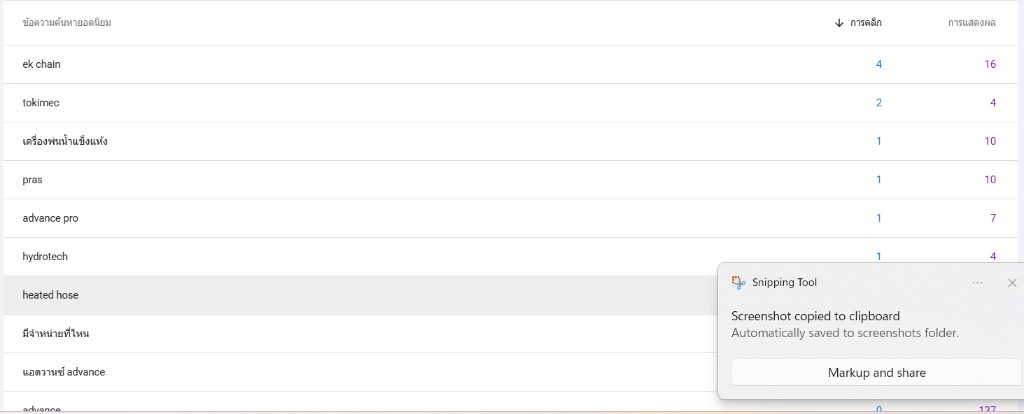 ข้อความค้นหายอดนิยม การคลิก การแสดงผล
ek chain 4 16
tokimec 2 4
เครื่องพ่นน้ำแข็งแห้ง 1 10
pras 1 10
advance pro 1 7
hydrotech 1 4
heated hose
มีจำหน่ายที่ไหน
แอดวานซ์ advance
advance 0 137
Snipping Tool
Screenshot copied to clipboard
Automatically saved to screenshots folder.
Markup and share